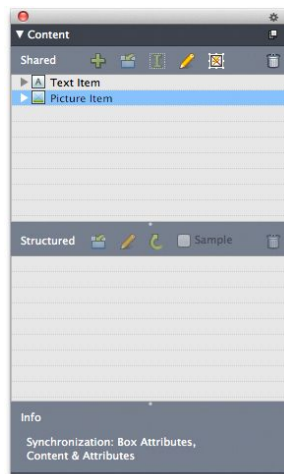 Content
Shared
A Text Item
Picture Item
Structured Sample
Info
Synchronization: Box Attributes,
Content & Attributes